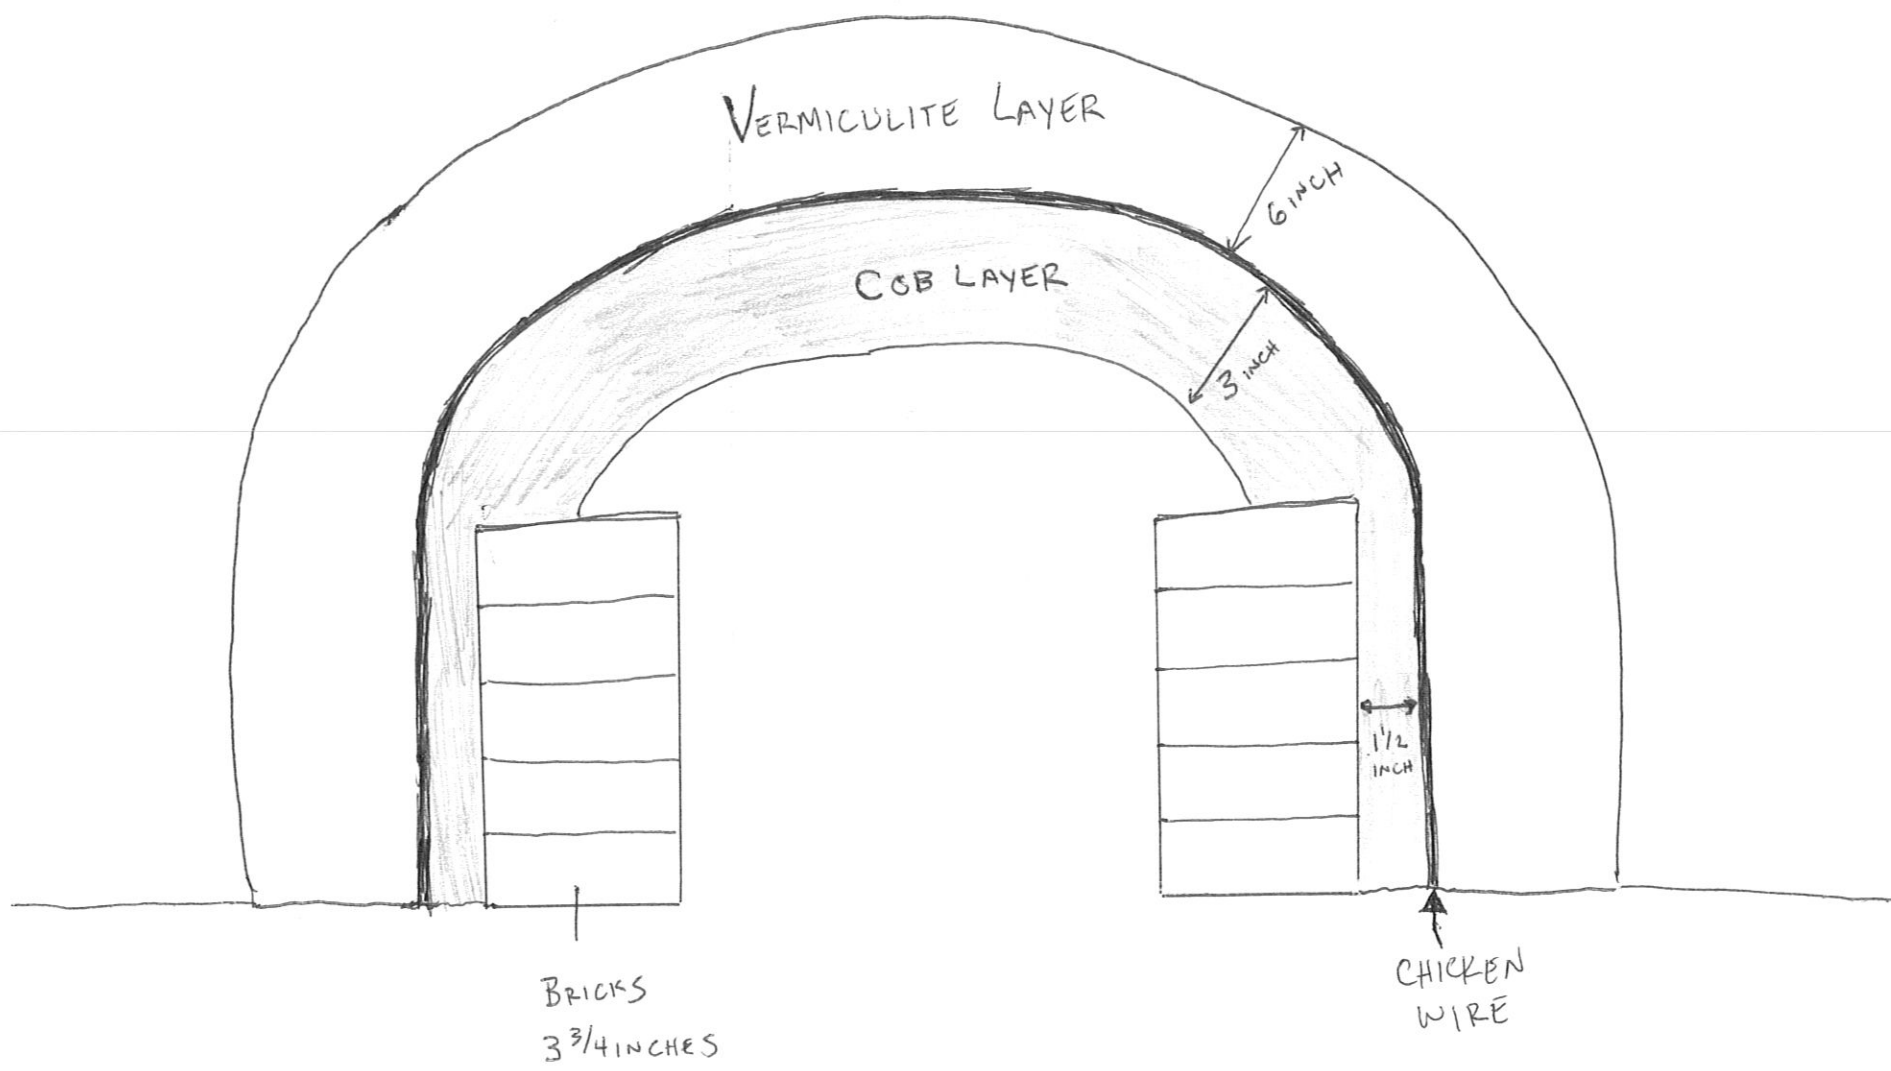 VERMICULITE LAYER
6 INCH
COB LAYER
3 INCH
1 1/2
INCH
BRICKS
3 3/4 INCHES
CHICKEN
WIRE